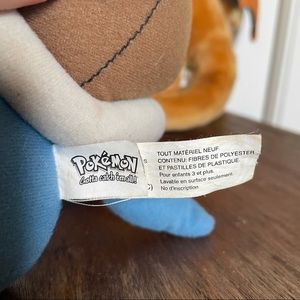 POKéMON
Gotta catch 'em all!
S
TOUT MATÉRIEL NEUF
CONTENU: FIBRES DE POLYESTER
ET PASTILLES DE PLASTIQUE.
Pour enfants 3 et plus.
Lavable en surface seulement.
C) No d'inscription